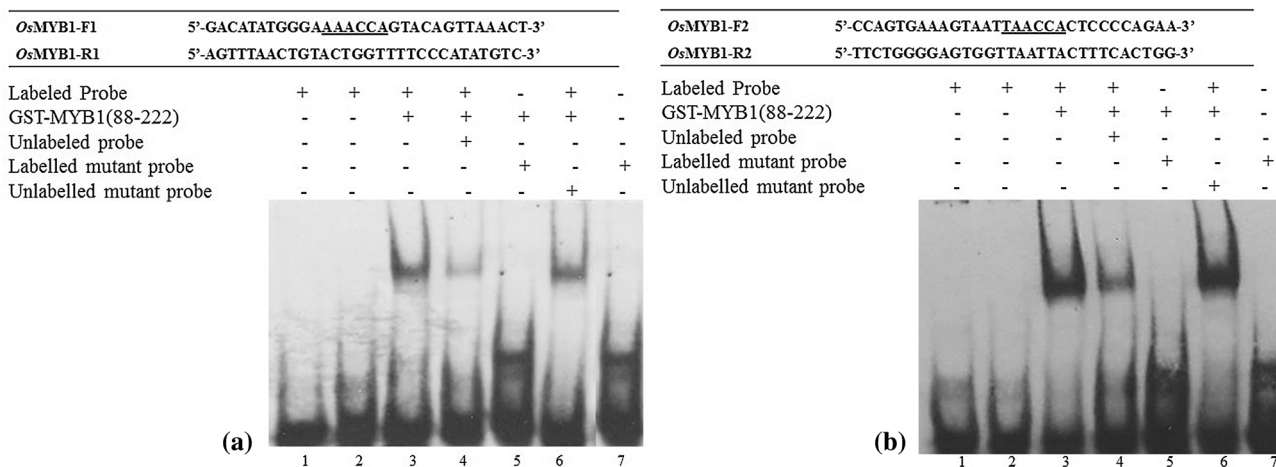 OsMYB1-F1 5'-GACATATGGGAAAACCAGTACAGTTAAACT-3'
OsMYB1-R1 5'-AGTTTAACTGTACTGGTTTTCCCATATGTC-3'
Labeled Probe + + + + - + -
GST-MYB1(88-222) - - + + + + -
Unlabeled probe - - - + - - -
Labelled mutant probe - - - - + - +
Unlabelled mutant probe - - - - - + -
(a) 1 2 3 4 5 6 7
OsMYB1-F2 5'-CCAGTGAAAGTAATTAACCACTCCCCCAGAA-3'
OsMYB1-R2 5'-TTCTGGGGGAGTGGTTAATTACTTTCACTGG-3'
Labeled Probe + + + + - + -
GST-MYB1(88-222) - - + + + + -
Unlabeled probe - - - + - - -
Labelled mutant probe - - - - + - +
Unlabelled mutant probe - - - - - + -
(b) 1 2 3 4 5 6 7